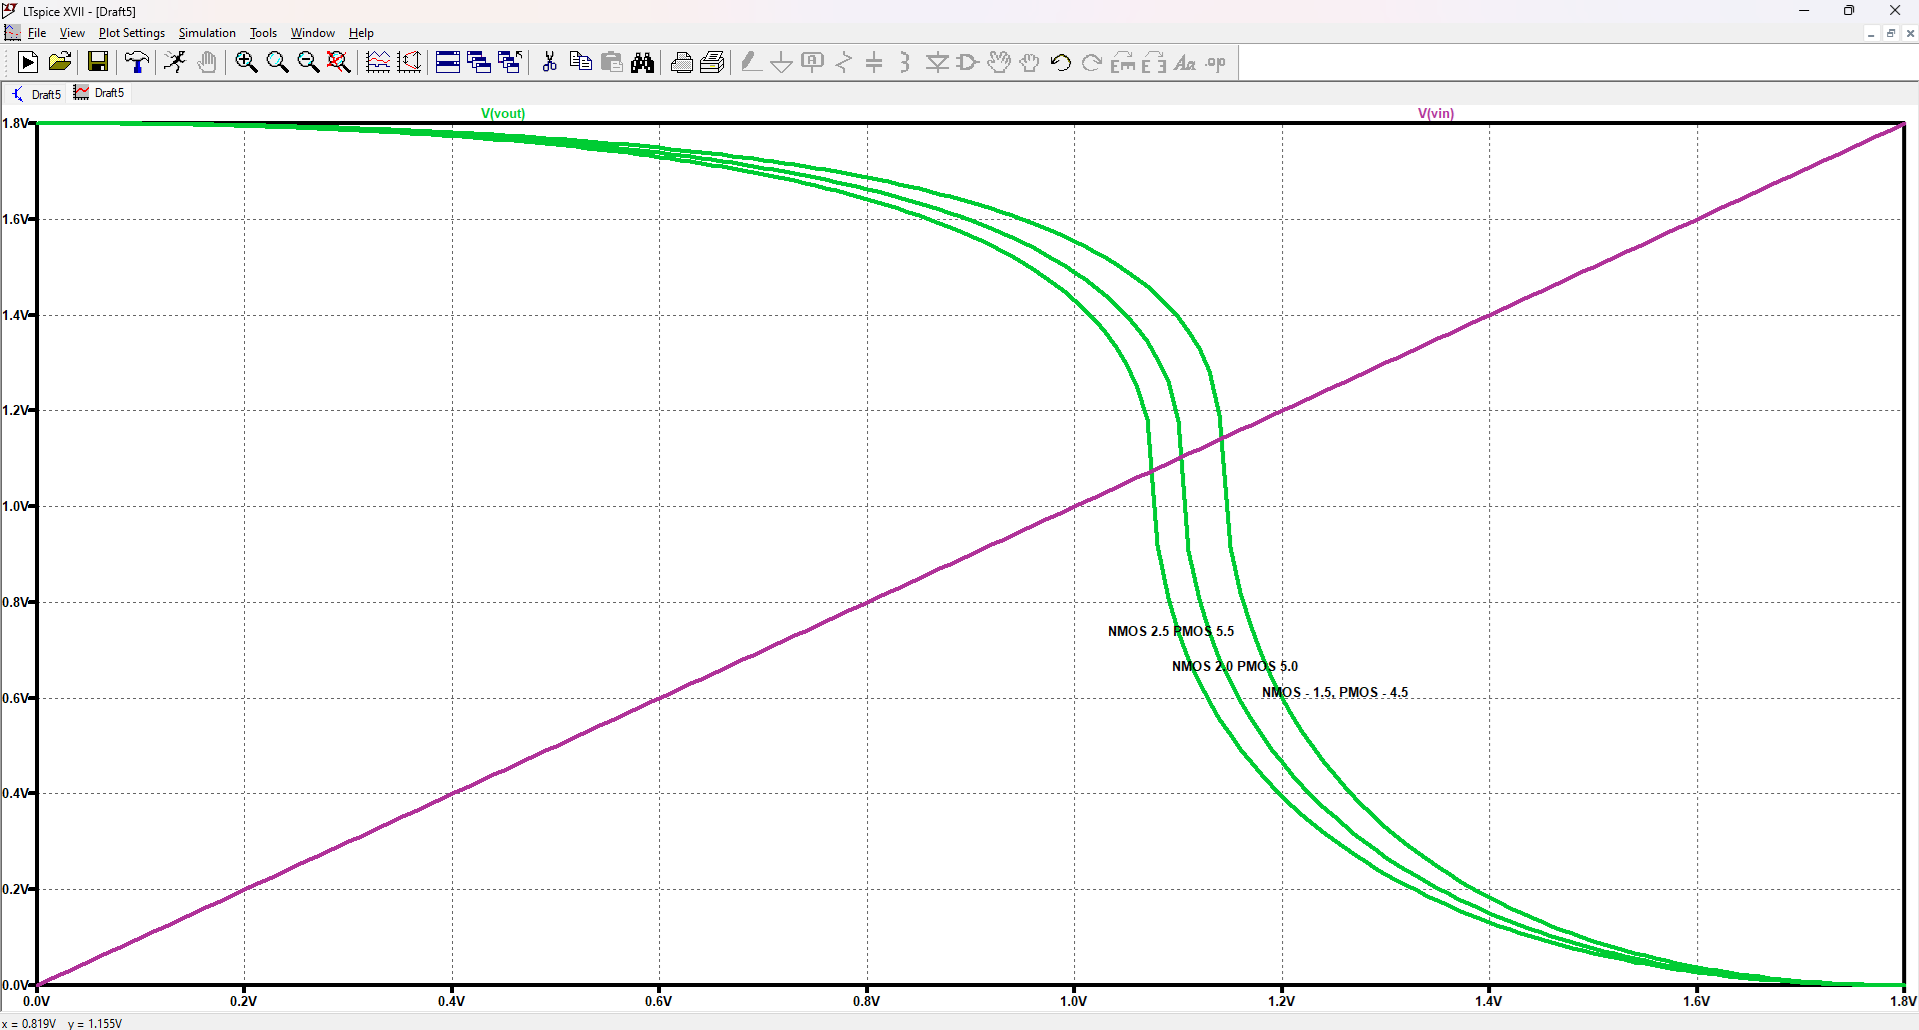 LTspice XVII - [Draft5]
File View Plot Settings Simulation Tools Window Help
Draft5 Draft5
V(vout) V(vin)
1.8V
1.6V
1.4V
1.2V
1.0V
0.8V
NMOS 2.5 PMOS 5.5
NMOS 2.0 PMOS 5.0
NMOS - 1.5, PMOS - 4.5
0.6V
0.4V
0.2V
0.0V
0.0V 0.2V 0.4V 0.6V 0.8V 1.0V 1.2V 1.4V 1.6V 1.8V
x = 0.819V y = 1.155V